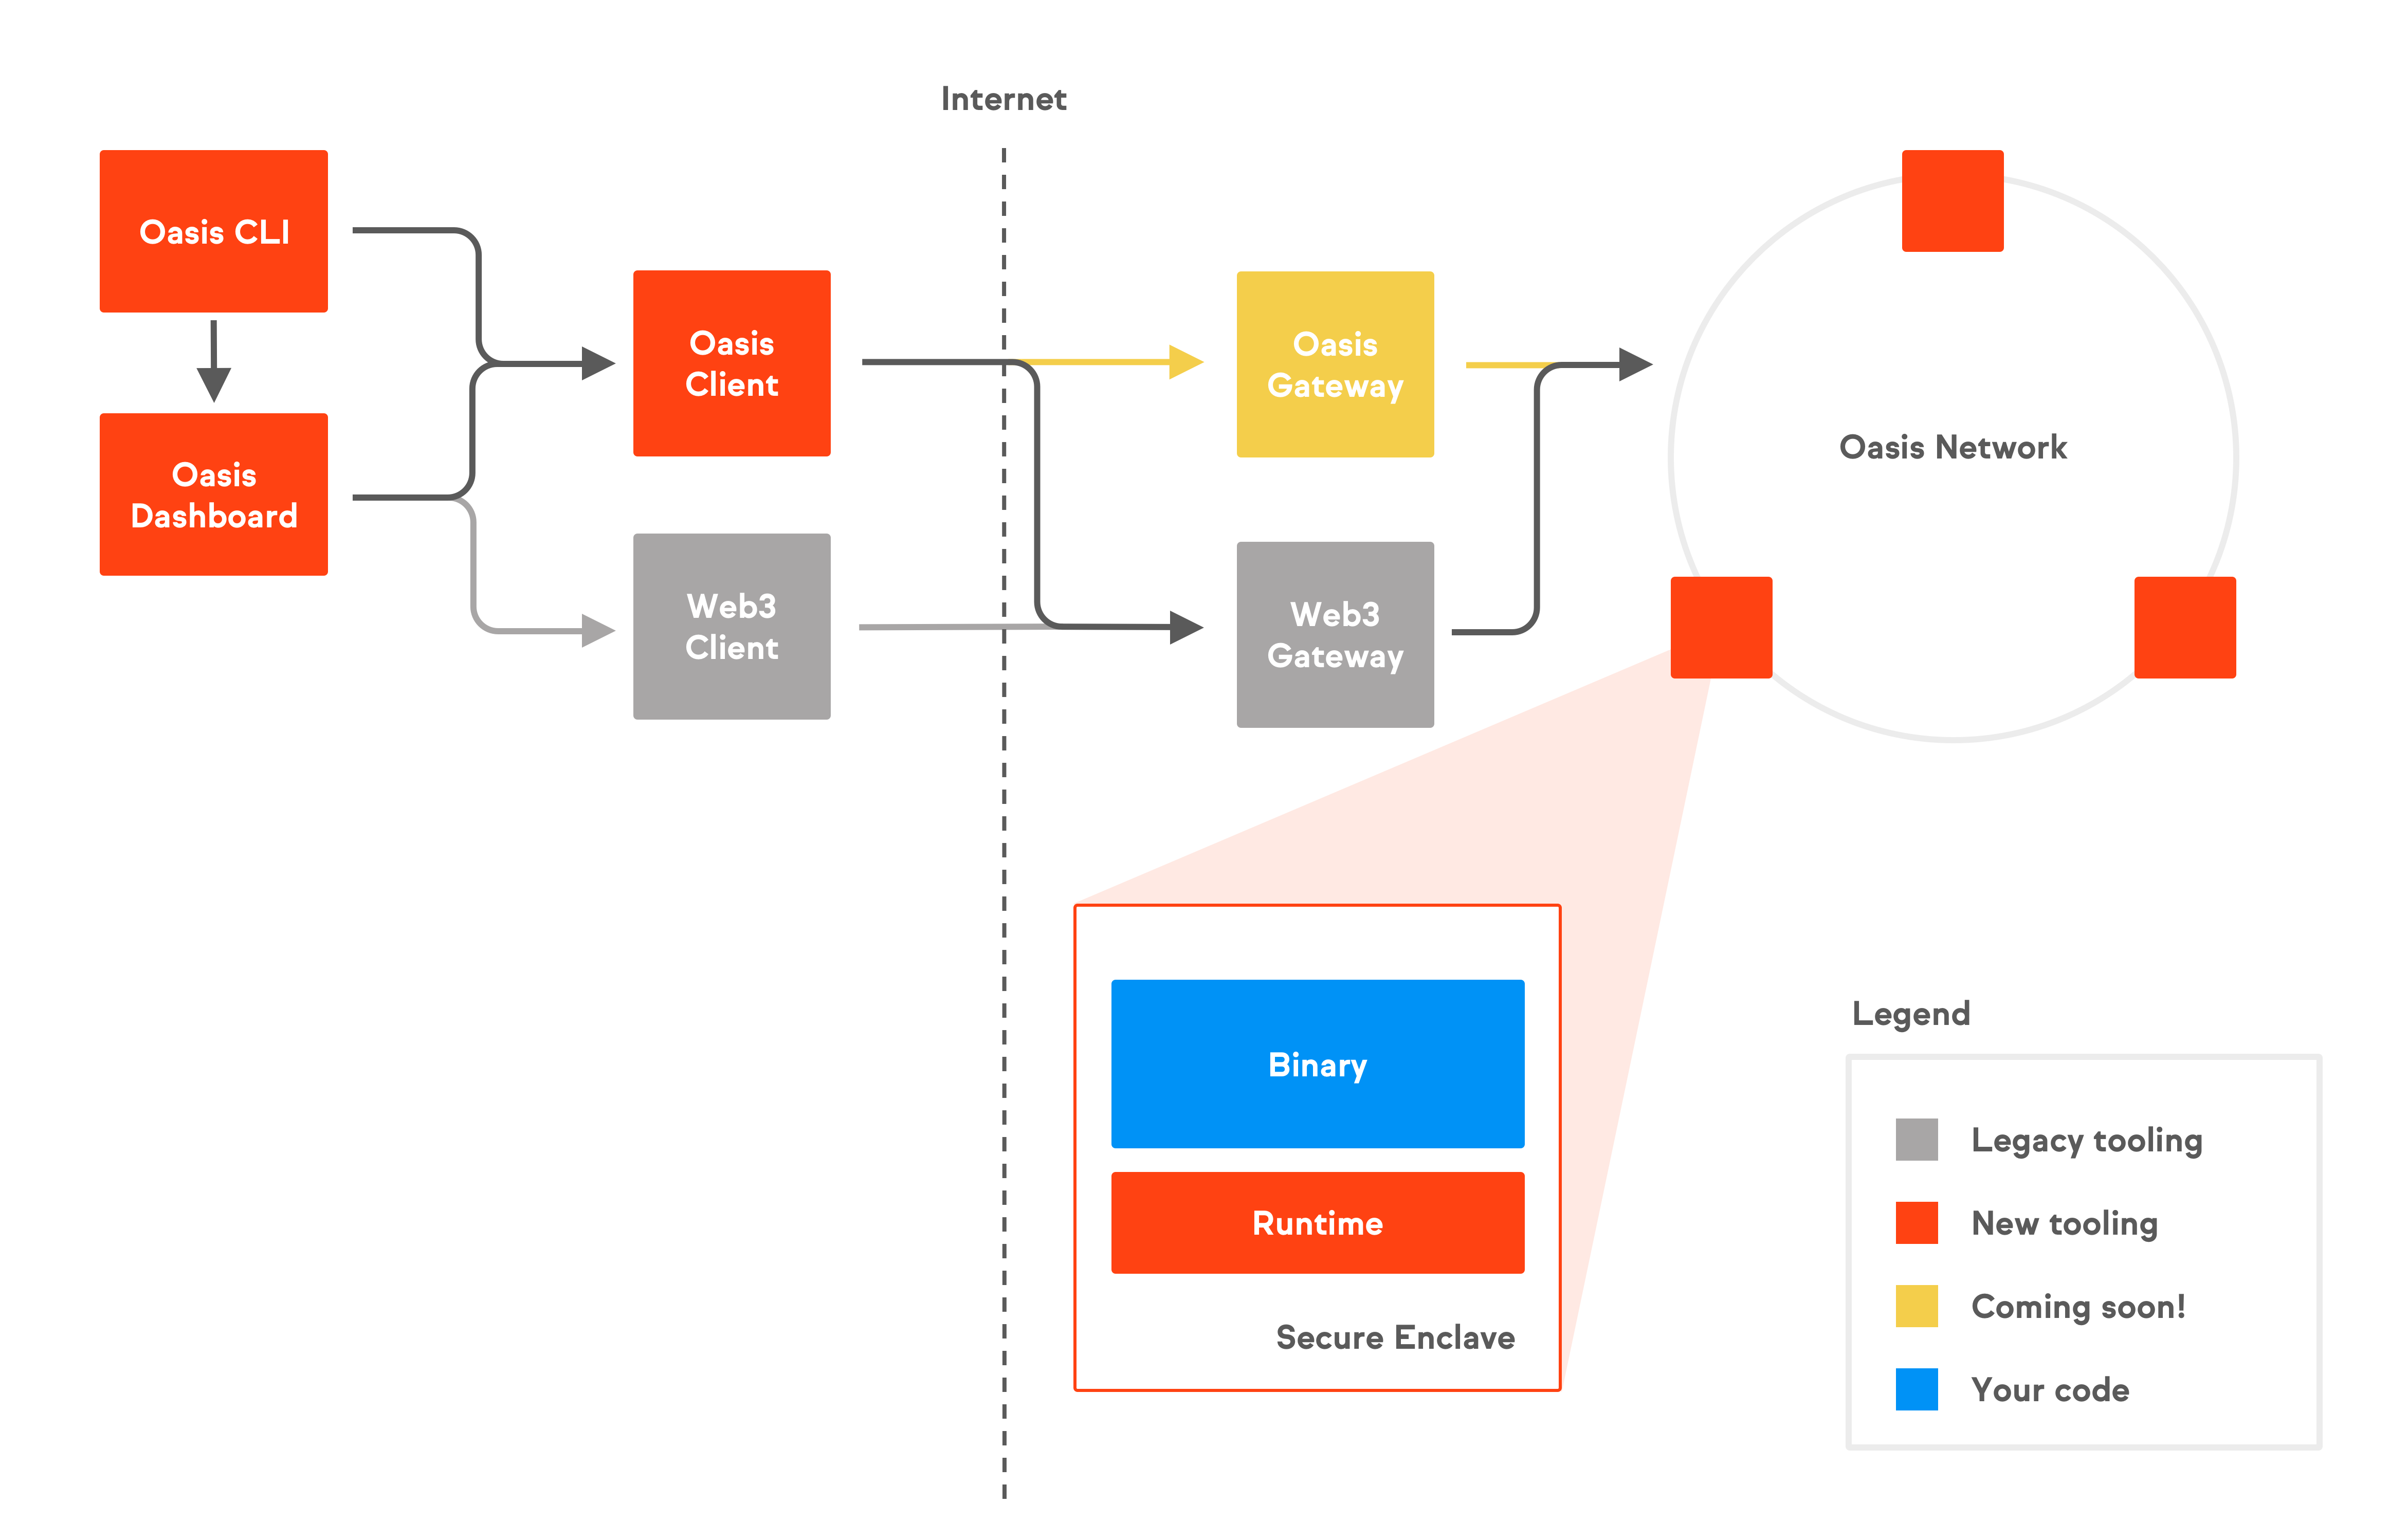 Internet
Oasis CLI
Oasis
Dashboard
Oasis
Client
Web3
Client
Oasis
Gateway
Web3
Gateway
Oasis Network
Binary
Runtime
Secure Enclave
Legend
Legacy tooling
New tooling
Coming soon!
Your code